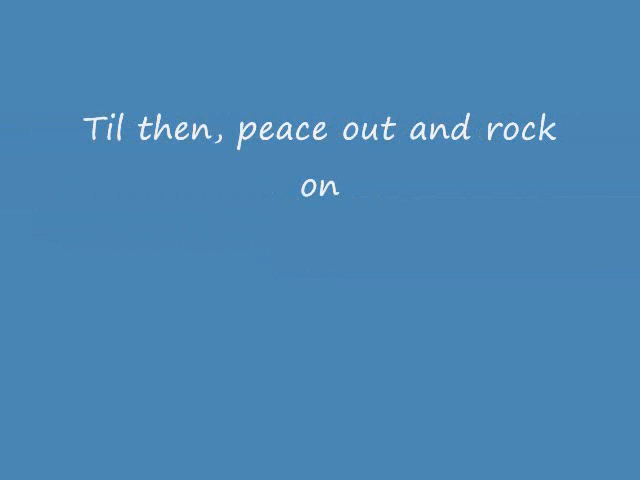 Til then, peace out and rock
on